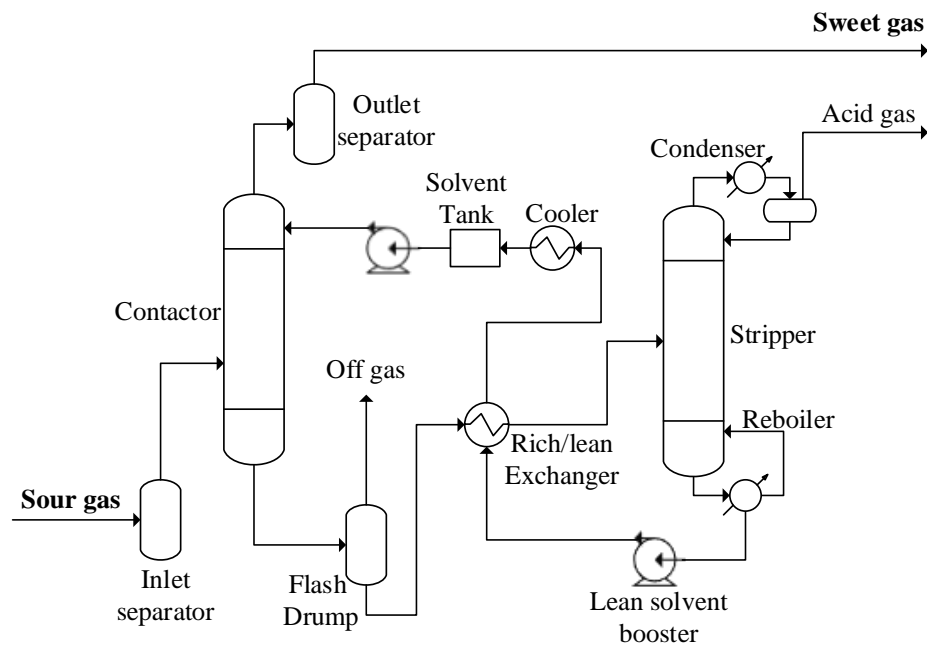 Sweet gas
Outlet
separator
Acid gas
Condenser
Solvent
Tank
Cooler
Contactor
Stripper
Off gas
Reboiler
Rich/lean
Exchanger
Sour gas
Inlet
separator
Flash
Drump
Lean solvent
booster